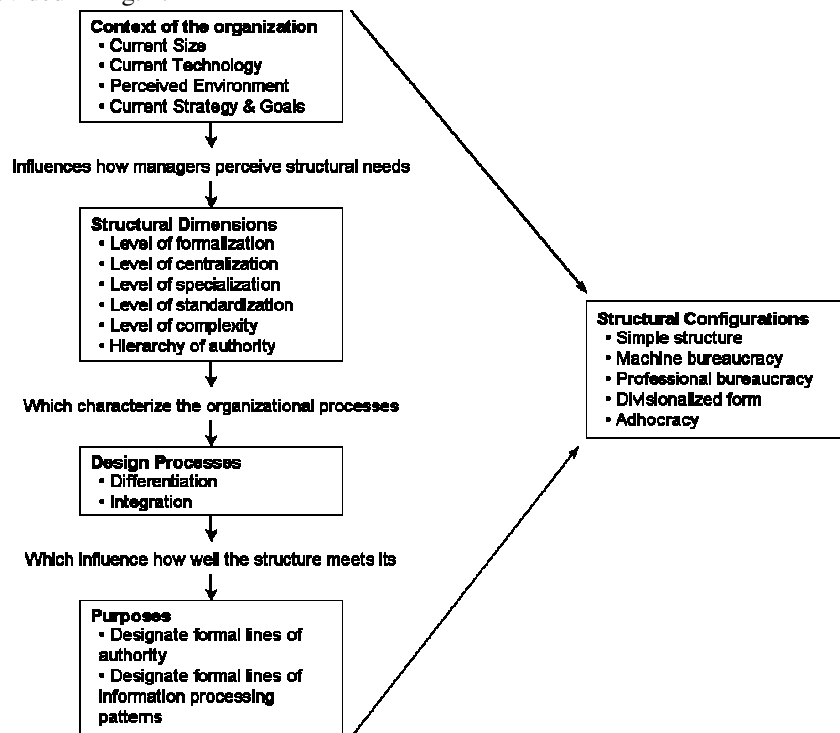 Context of the organization
• Current Size
• Current Technology
• Perceived Environment
• Current Strategy & Goals
Influences how managers perceive structural needs
Structural Dimensions
• Level of formalization
• Level of centralization
• Level of specialization
• Level of standardization
• Level of complexity
• Hierarchy of authority
Which characterize the organizational processes
Design Processes
• Differentiation
• Integration
Which influence how well the structure meets its
Purposes
• Designate formal lines of
authority
• Designate formal lines of
information processing
patterns
Structural Configurations
• Simple structure
• Machine bureaucracy
• Professional bureaucracy
• Divisionalized form
• Adhocracy